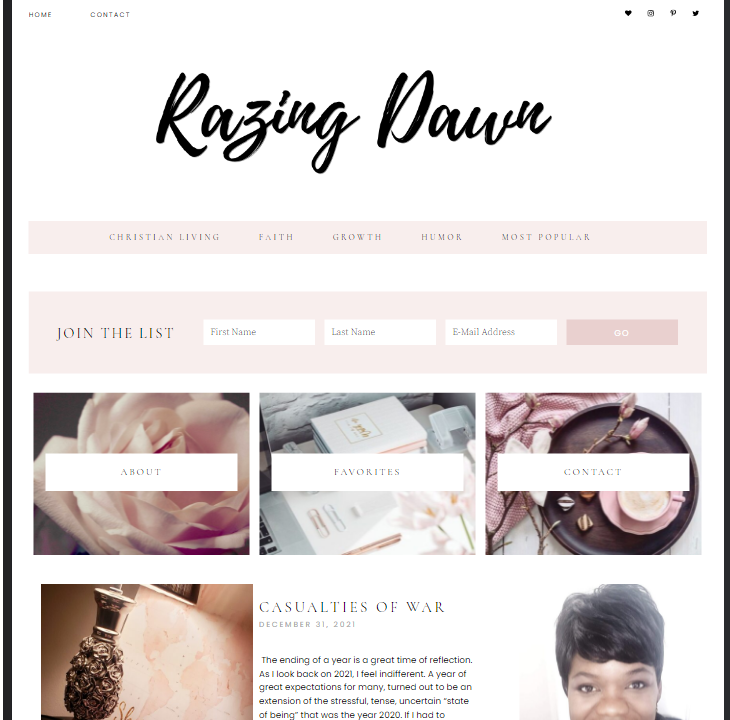 HOME CONTACT
Razing Dawn
CHRISTIAN LIVING FAITH GROWTH HUMOR MOST POPULAR
JOIN THE LIST First Name Last Name E-Mail Address GO
ABOUT FAVORITES CONTACT
CASUALTIES OF WAR
DECEMBER 31, 2021
The ending of a year is a great time of reflection.
As I look back on 2021, I feel indifferent. A year of
great expectations for many, turned out to be an
extension of the stressful, tense, uncertain “state
of being” that was the year 2020. If I had to